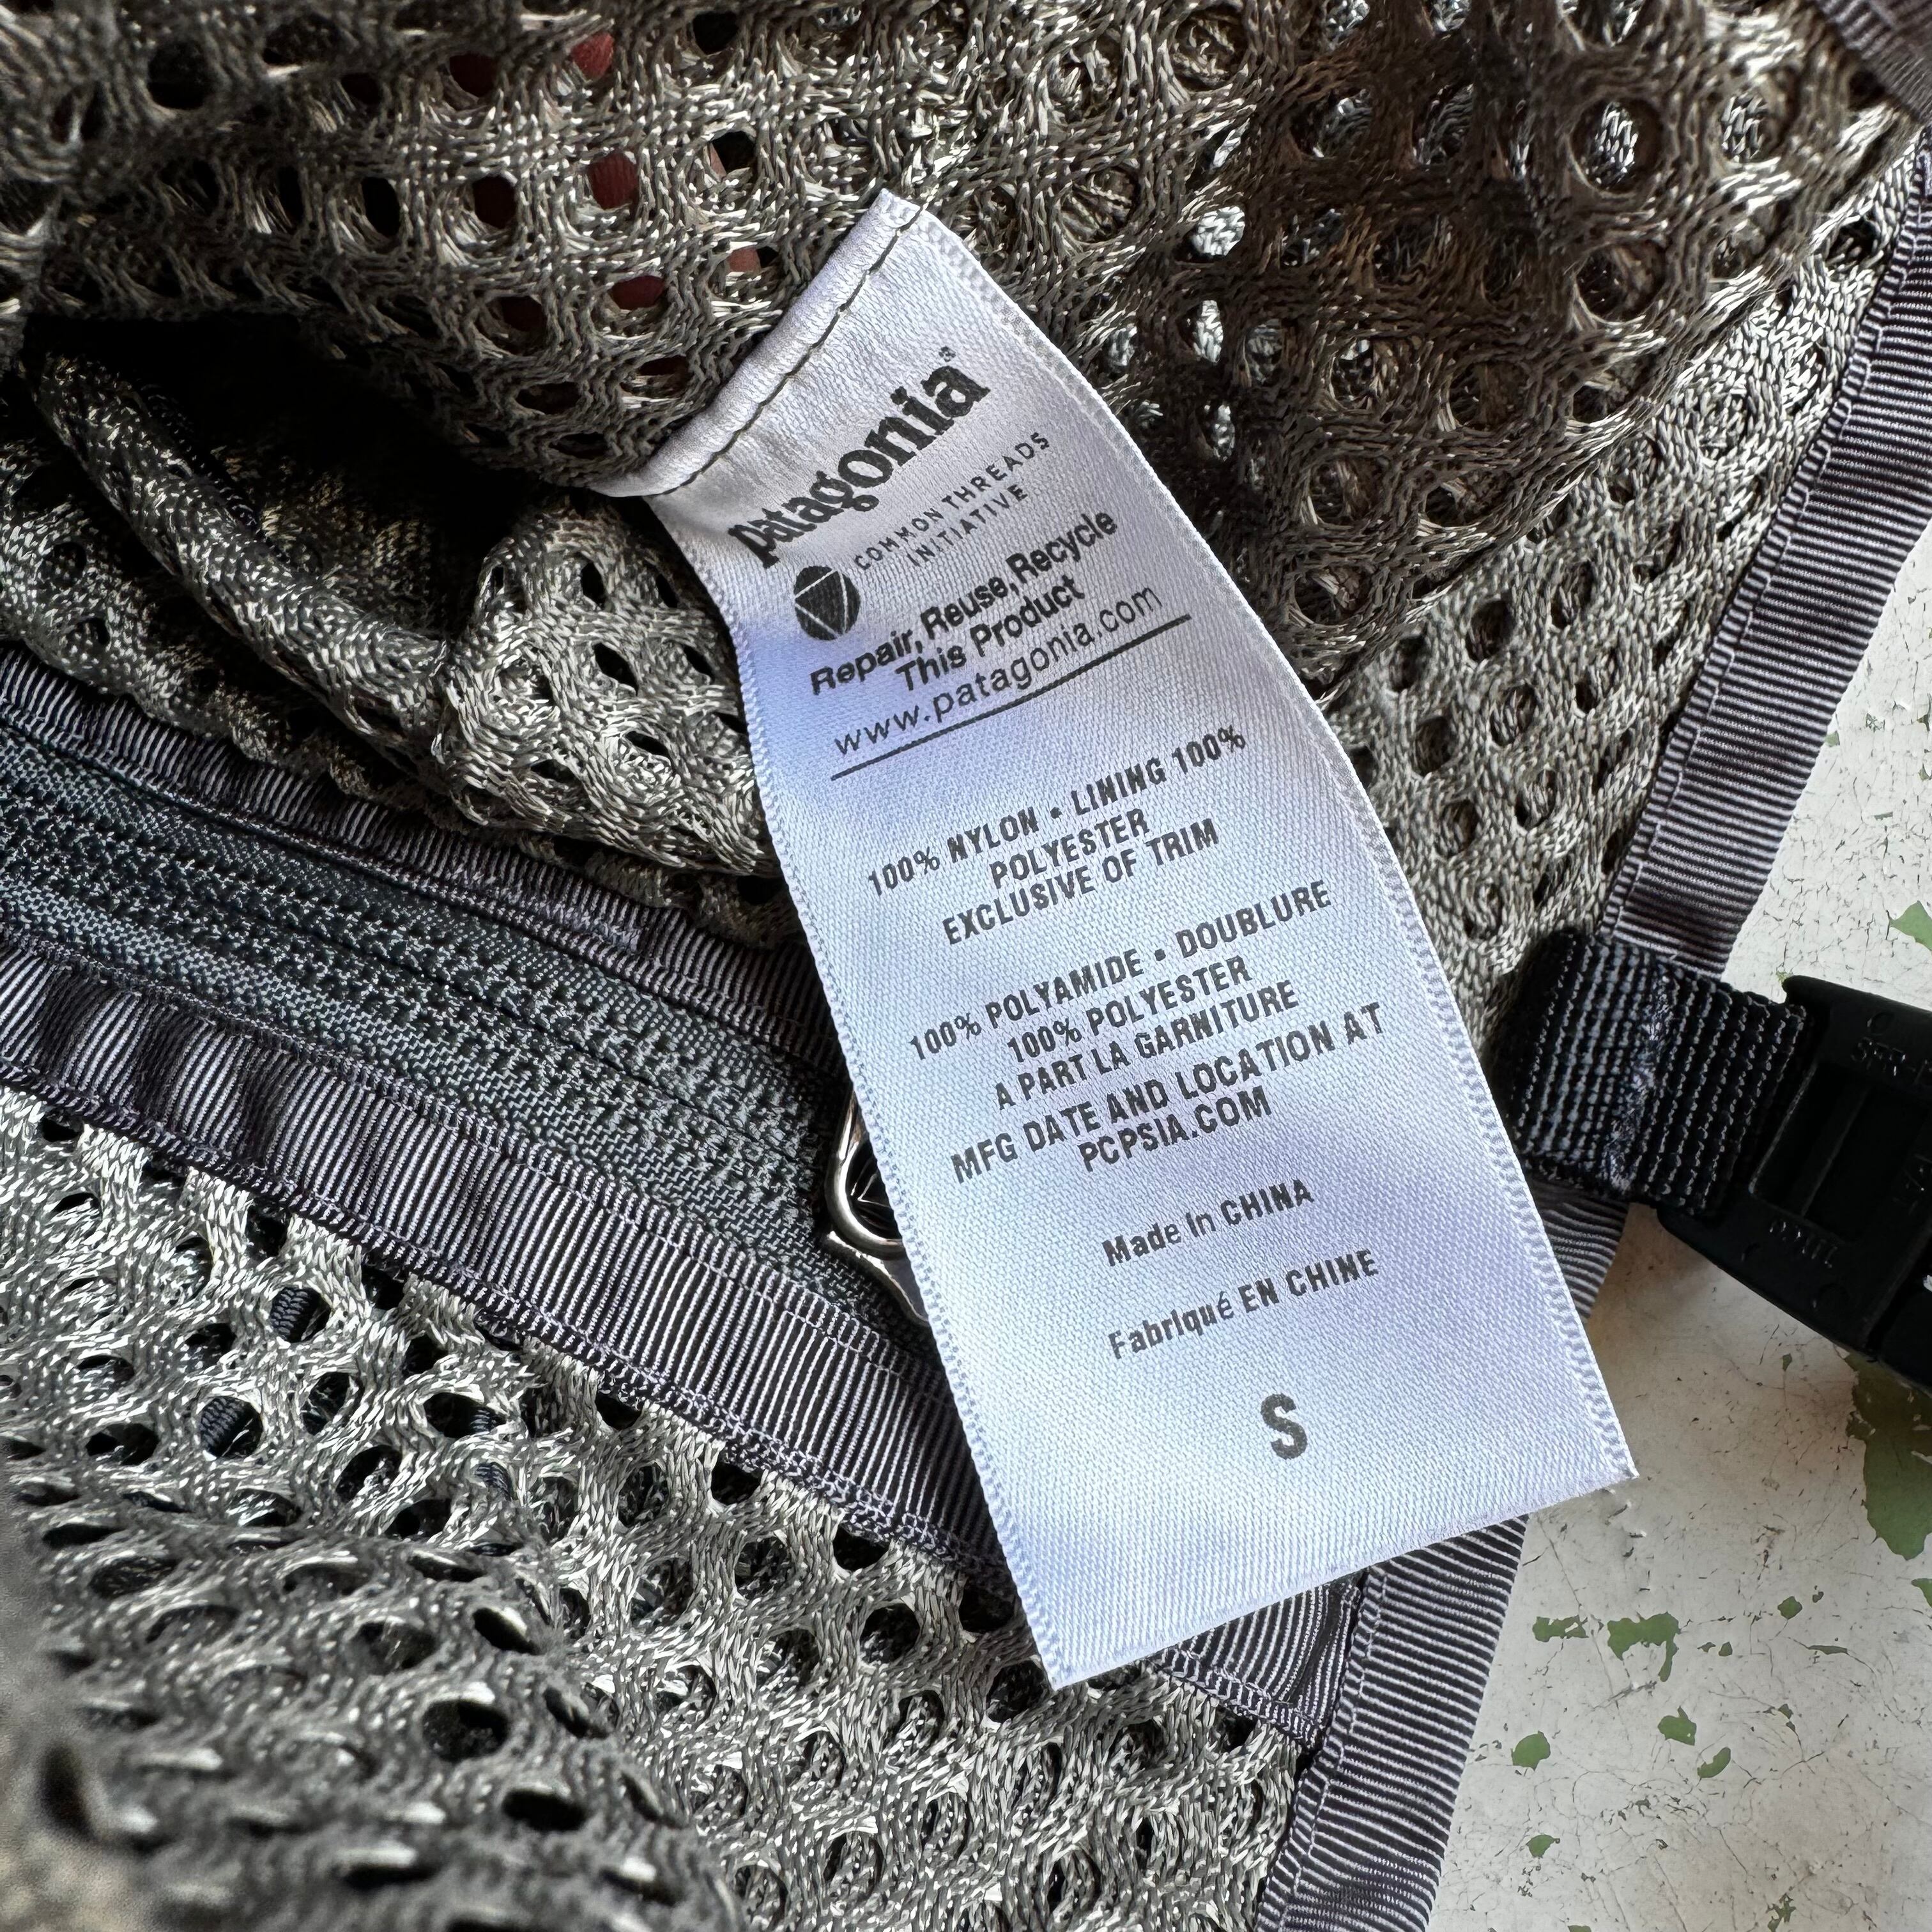 patagonia®
COMMON THREADS
INITIATIVE
Repair, Reuse, Recycle
This Product
www.patagonia.com
100% NYLON • LINING 100%
POLYESTER
EXCLUSIVE OF TRIM
100% POLYAMIDE • DOUBLURE
100% POLYESTER
A PART LA GARNITURE
MFG DATE AND LOCATION AT
PCPSIA.COM
Made In CHINA
Fabriqué EN CHINE
S